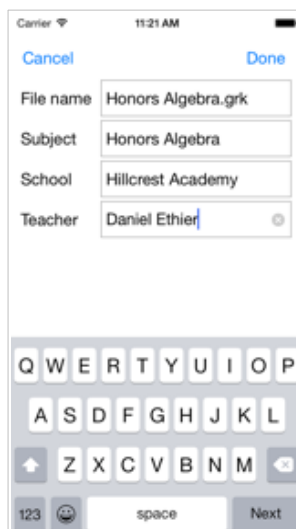 Carrier 11:21 AM
Cancel Done
File name Honors Algebra.grk
Subject Honors Algebra
School Hillcrest Academy
Teacher Daniel Ethier
Q W E R T Y U I O P
A S D F G H J K L
Z X C V B N M
123 space Next